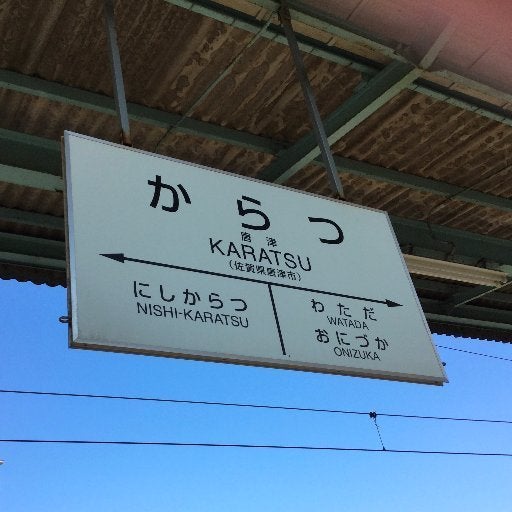 からつ
唐津
KARATSU
(佐賀県唐津市)
にしからつ
NISHI-KARATSU
わただ
WATADA
おにづか
ONIZUKA